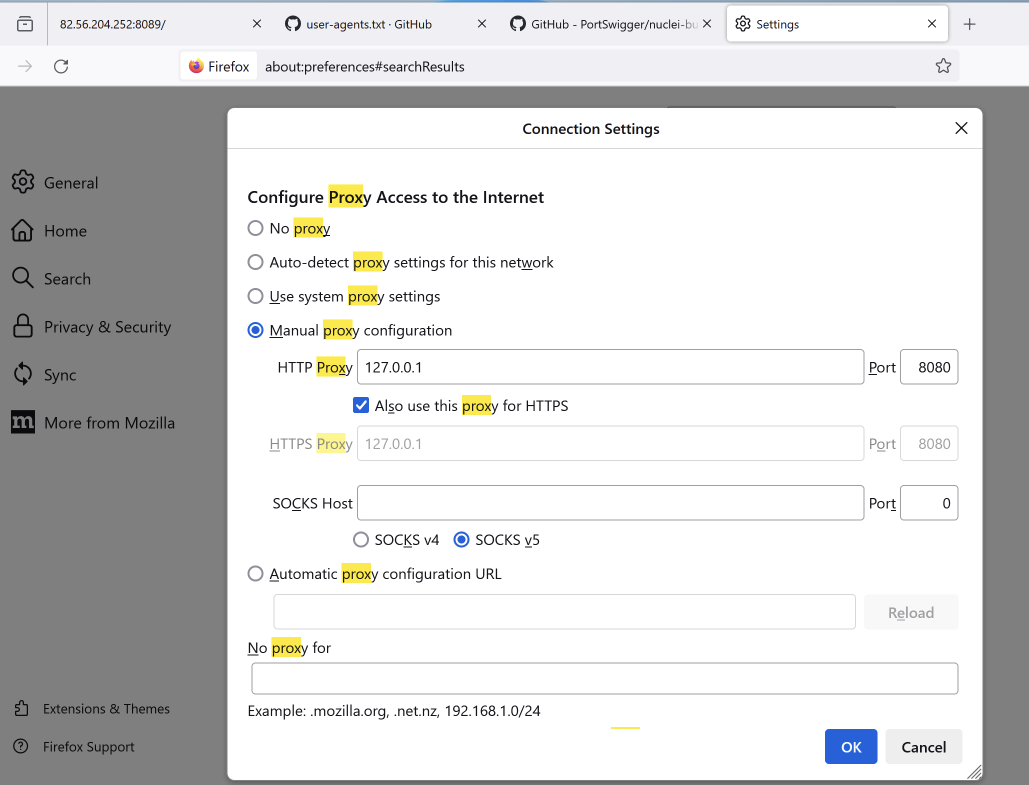 82.56.204.252:8089/
user-agents.txt · GitHub
GitHub - PortSwigger/nuclei-bu
Settings
Firefox
about:preferences#searchResults
Connection Settings
General
Home
Search
Privacy & Security
Sync
m More from Mozilla
Extensions & Themes
Firefox Support
Configure Proxy Access to the Internet
No proxy
Auto-detect proxy settings for this network
Use system proxy settings
Manual proxy configuration
HTTP Proxy 127.0.0.1 Port 8080
Also use this proxy for HTTPS
HTTPS Proxy 127.0.0.1 Port 8080
SOCKS Host Port 0
SOCKS v4 SOCKS v5
Automatic proxy configuration URL
Reload
No proxy for
Example: .mozilla.org, .net.nz, 192.168.1.0/24
OK Cancel